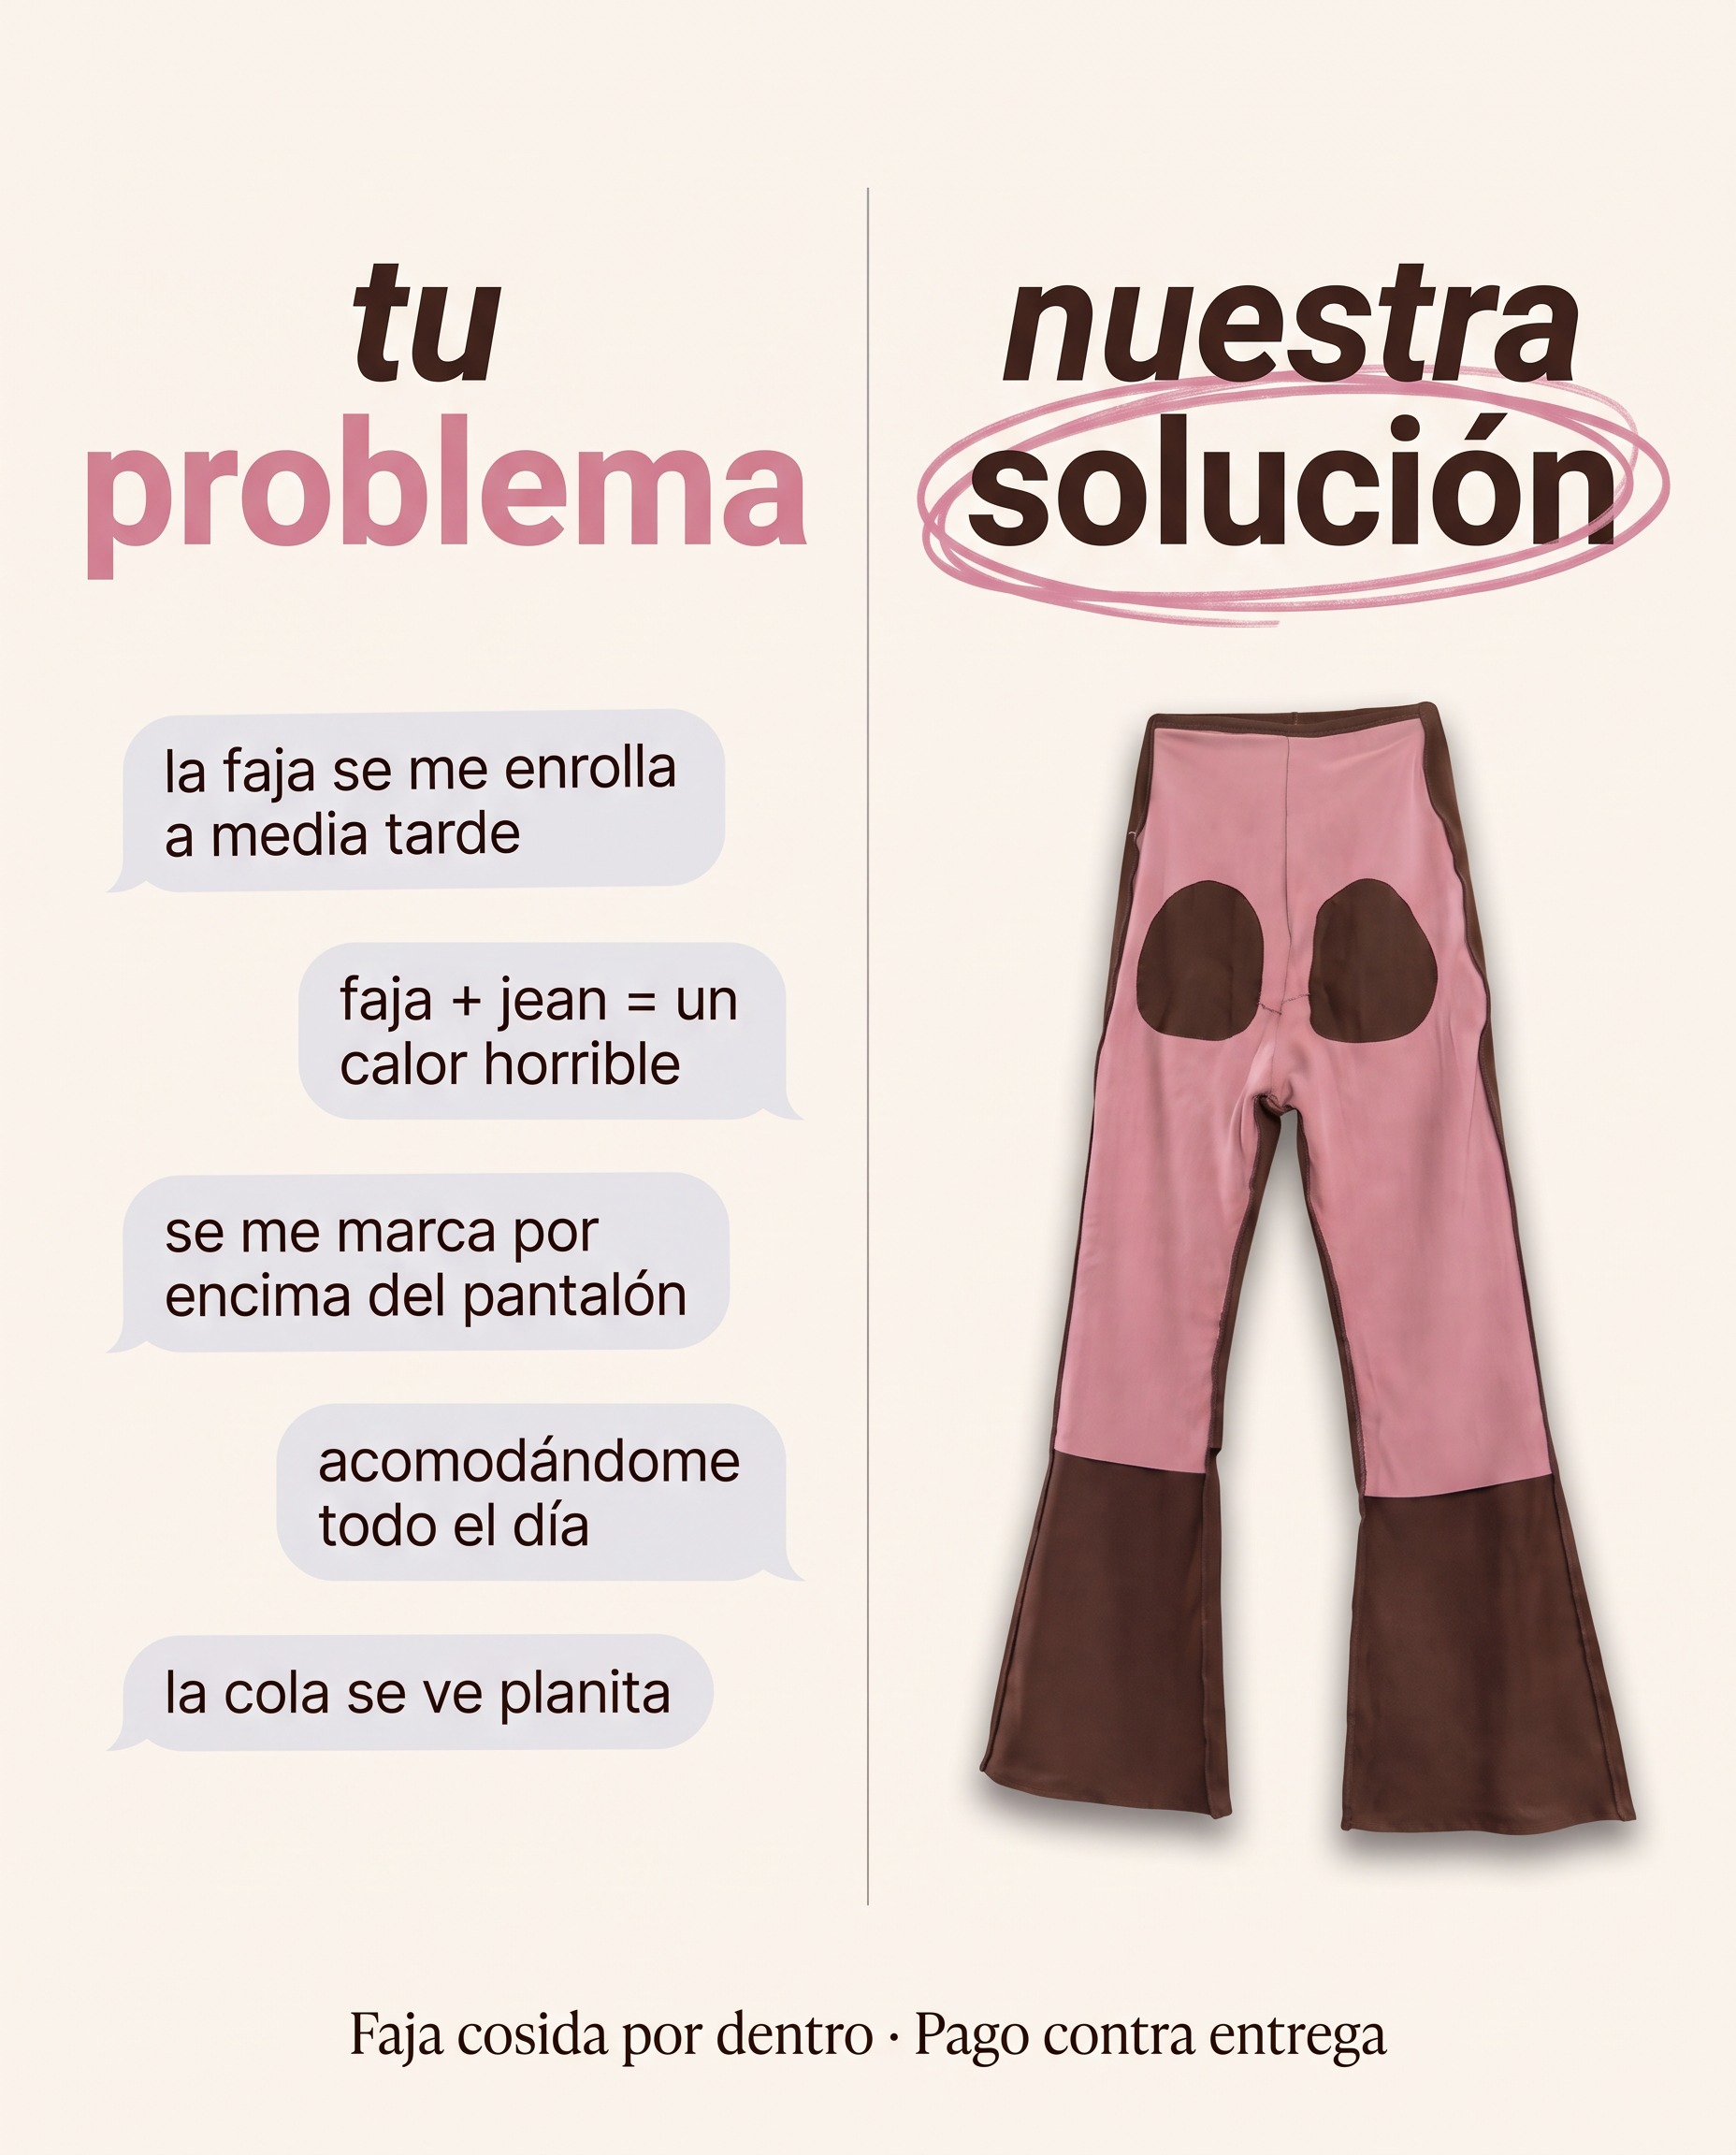 tu
problema
la faja se me enrolla
a media tarde
faja + jean = un
calor horrible
se me marca por
encima del pantalón
acomodándome
todo el día
la cola se ve planita
nuestra
solución
Faja cosida por dentro · Pago contra entrega